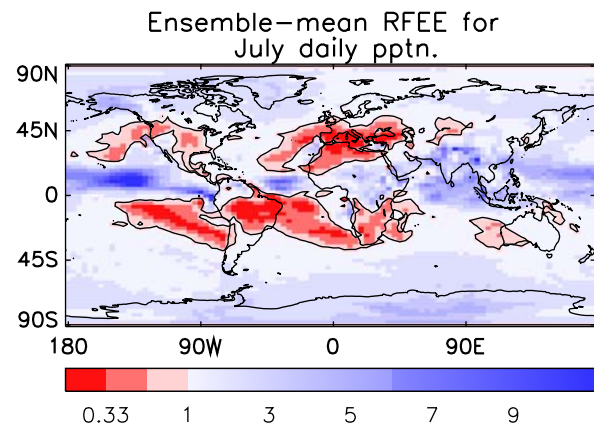 Ensemble-mean RFEE for
July daily pptn.
90N
45N
0
45S
90S
180 90W 0 90E
0.33 1 3 5 7 9